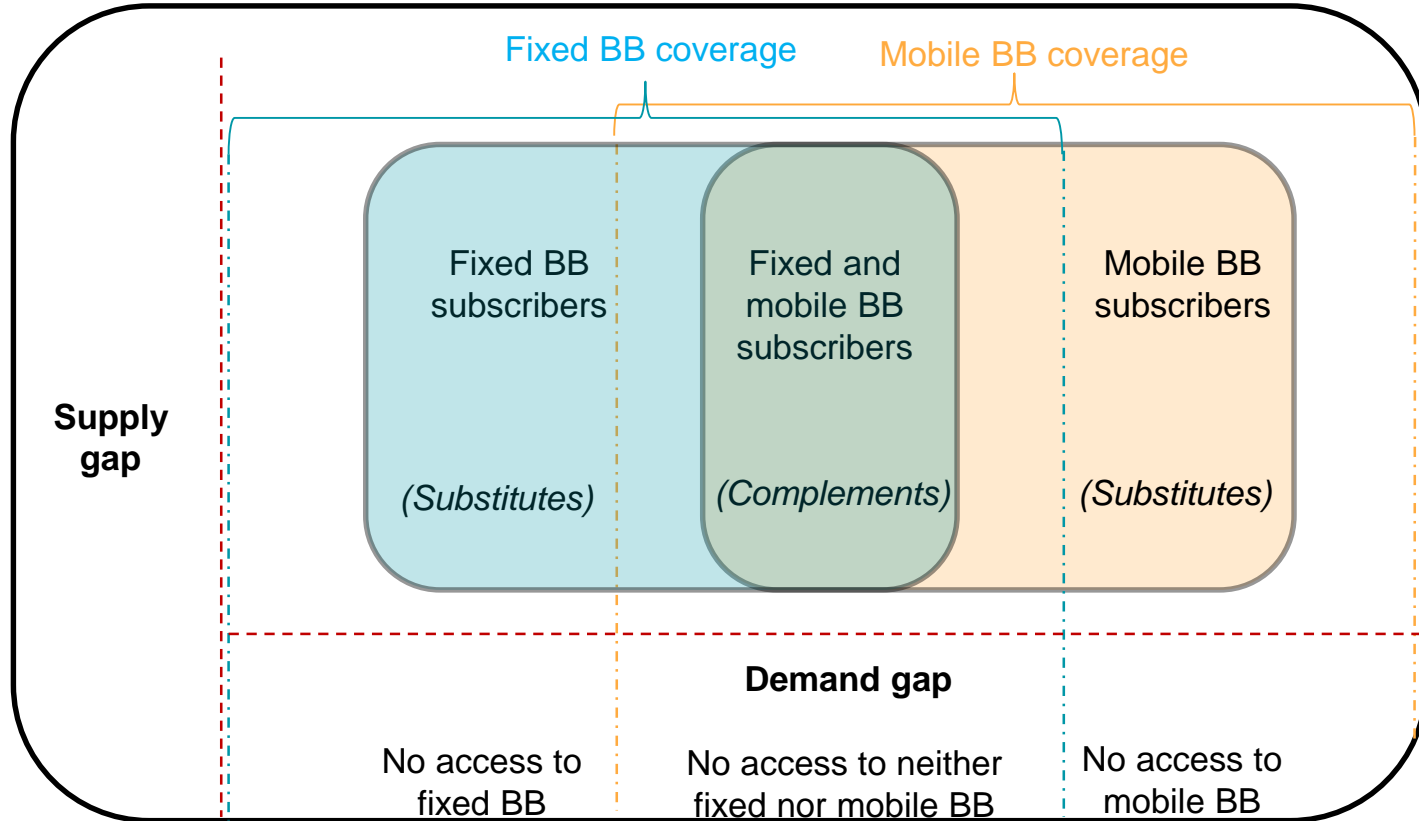 Fixed BB coverage
Mobile BB coverage
Fixed BB
subscribers
Fixed and
mobile BB
subscribers
Mobile BB
subscribers
Supply
gap
(Substitutes)
(Complements)
(Substitutes)
Demand gap
No access to
fixed BB
No access to neither
fixed nor mobile BB
No access to
mobile BB